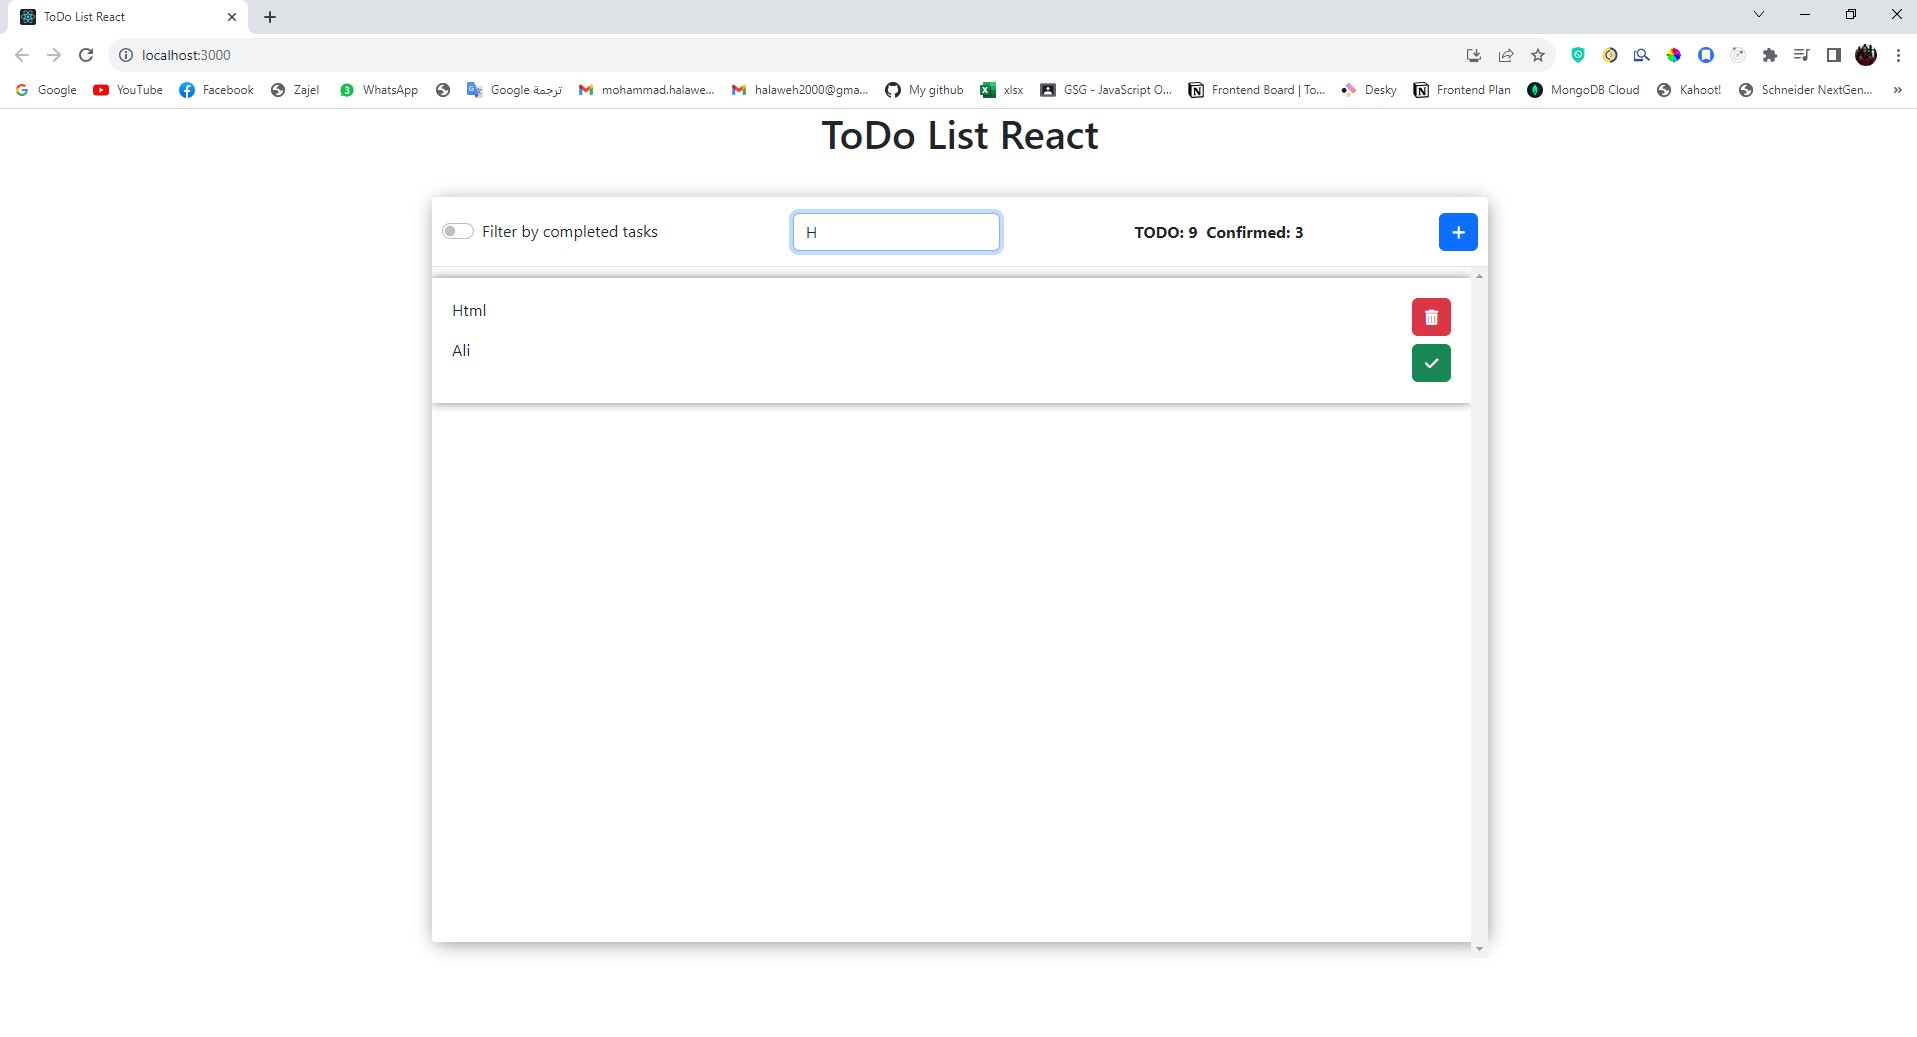 ToDo List React
localhost:3000
Google YouTube Facebook Zajel 3 WhatsApp Google ترجمة mohammad.halawe... halaweh2000@gma... My github xlsx GSG - JavaScript O... Frontend Board | To... Desky Frontend Plan MongoDB Cloud Kahoot! Schneider NextGen... »
ToDo List React
Filter by completed tasks H TODO: 9 Confirmed: 3 +
Html
Ali